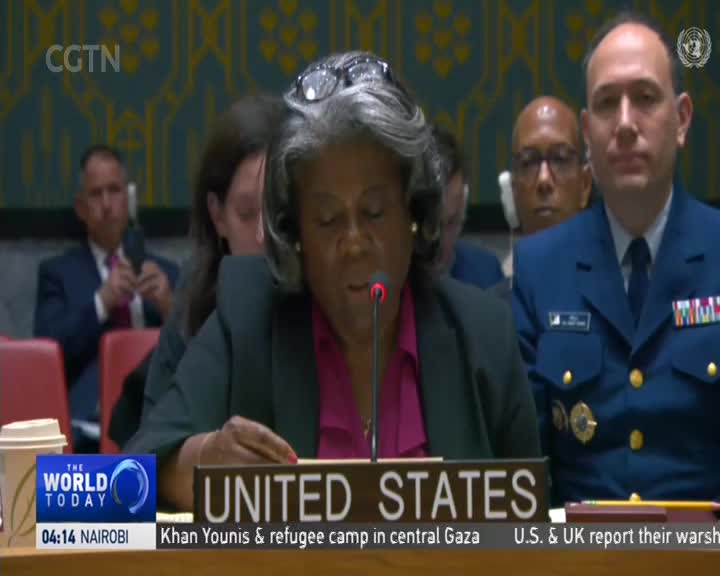 CGTN
UNITED STATES
THE
WORLD
TODAY
04:14 NAIROBI
Khan Younis & refugee camp in central Gaza
U.S. & UK report their warsh